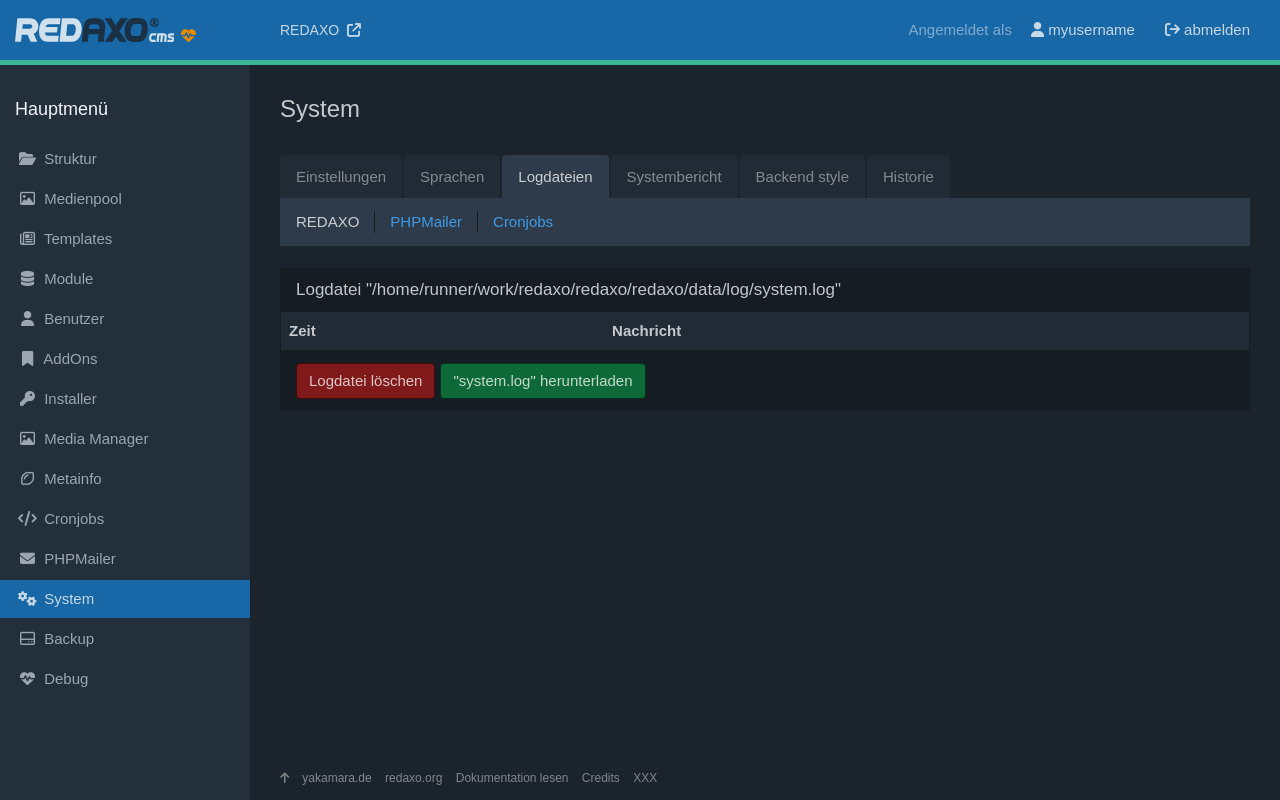 REDAXO® cms
REDAXO
Angemeldet als myusername abmelden
Hauptmenü
Struktur
Medienpool
Templates
Module
Benutzer
AddOns
Installer
Media Manager
Metainfo
Cronjobs
PHPMailer
System
Backup
Debug
System
Einstellungen Sprachen Logdateien Systembericht Backend style Historie
REDAXO PHPMailer Cronjobs
Logdatei "/home/runner/work/redaxo/redaxo/redaxo/data/log/system.log"
Zeit Nachricht
Logdatei löschen "system.log" herunterladen
yakamara.de redaxo.org Dokumentation lesen Credits XXX